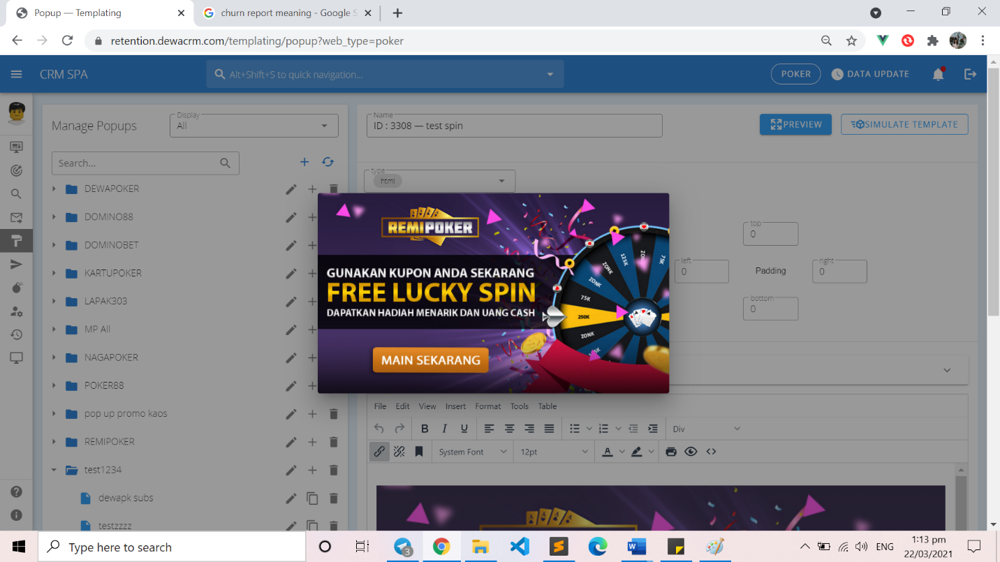 Popup — Templating
churn report meaning - Google S
retention.dewacrm.com/templating/popup?web_type=poker
CRM SPA
Alt+Shift+S to quick navigation...
POKER
DATA UPDATE
Manage Popups
Display
All
Search...
DEWAPOKER
DOMINO88
DOMINOBET
KARTUPOKER
LAPAK303
MP All
NAGAPOKER
POKER88
pop up promo kaos
REMIPOKER
test1234
dewapk subs
testzzzz
Name
ID : 3308 — test spin
PREVIEW
SIMULATE TEMPLATE
type
html
top
0
left
0
Padding
right
0
bottom
0
REMIPOKER
GUNAKAN KUPON ANDA SEKARANG
FREE LUCKY SPIN
DAPATKAN HADIAH MENARIK DAN UANG CASH
MAIN SEKARANG
ZONK
125K
75K
ZONK
ZONK
75K
250K
ZONK
File Edit View Insert Format Tools Table
B I U
Div
System Font
12pt
A
Type here to search
3
ENG
1:13 pm
22/03/2021